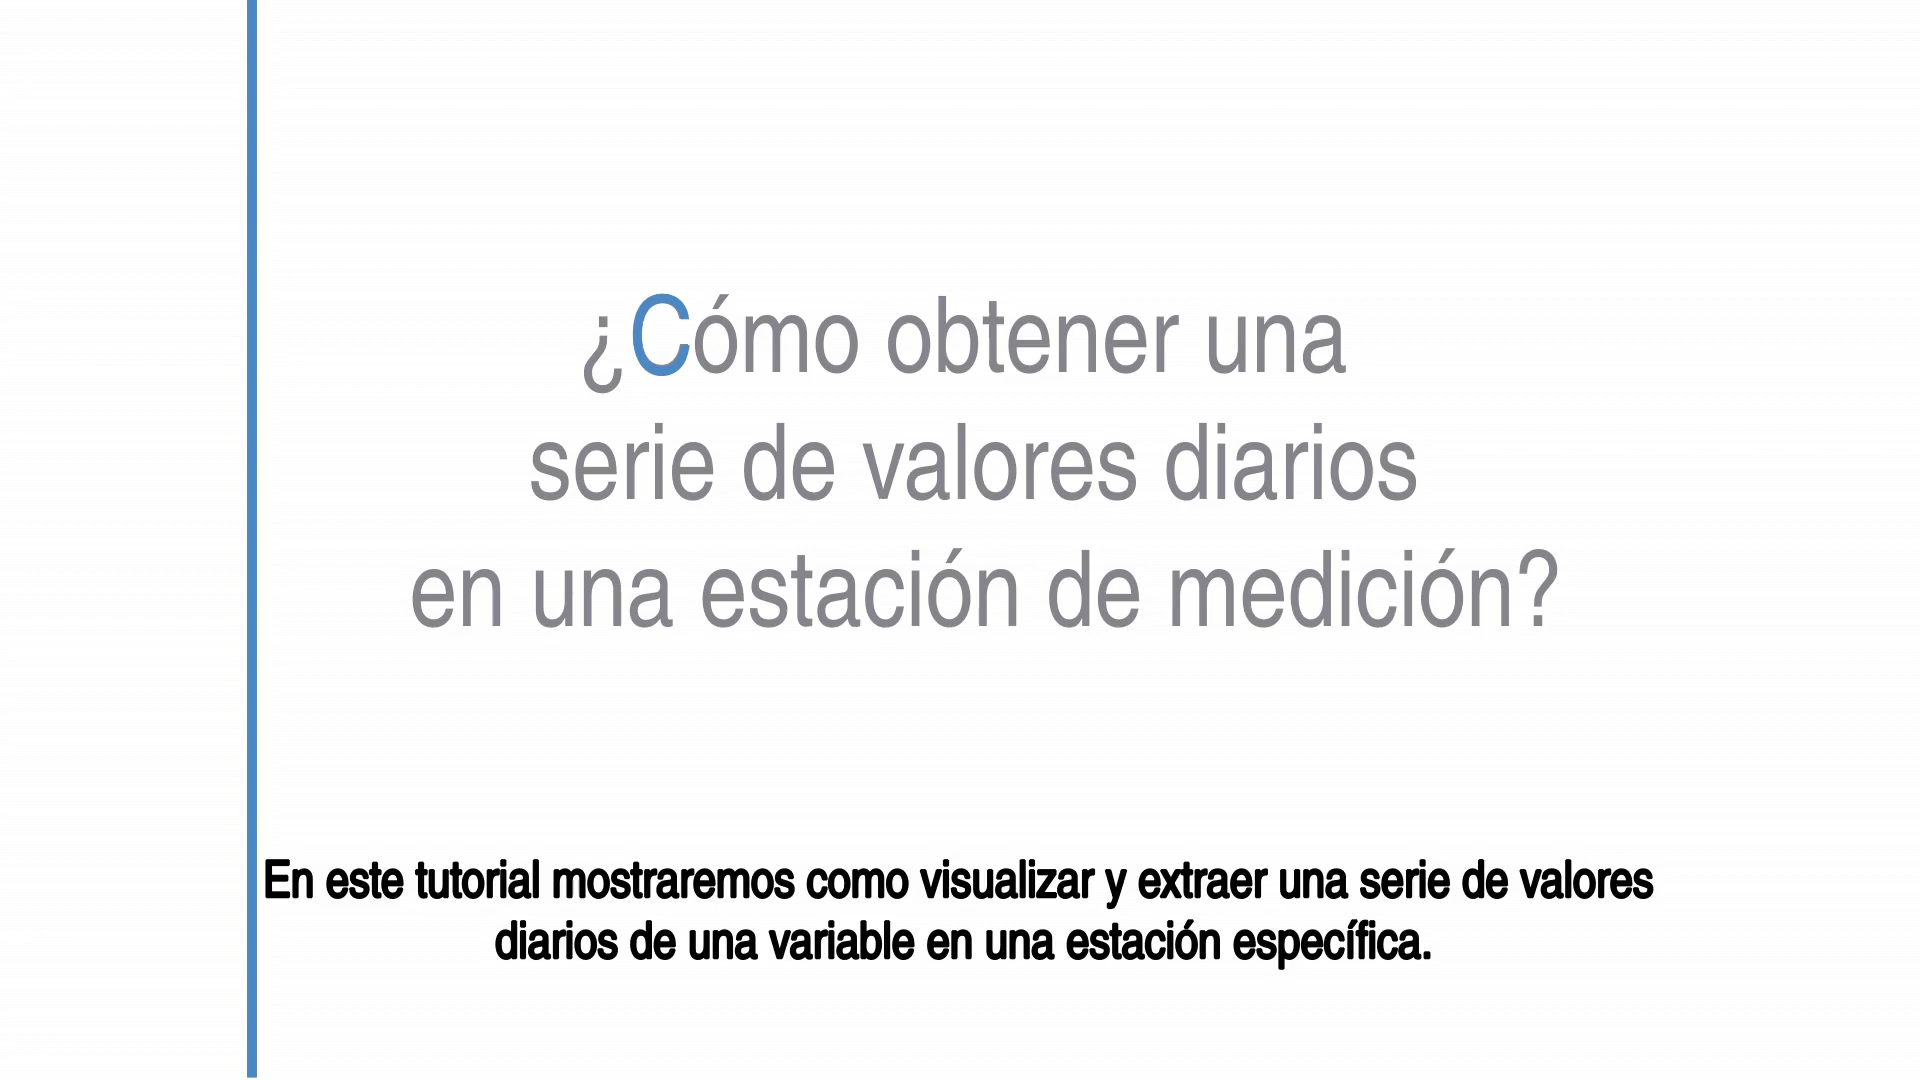 ¿Cómo obtener una
serie de valores diarios
en una estación de medición?
En este tutorial mostraremos como visualizar y extraer una serie de valores
diarios de una variable en una estación específica.